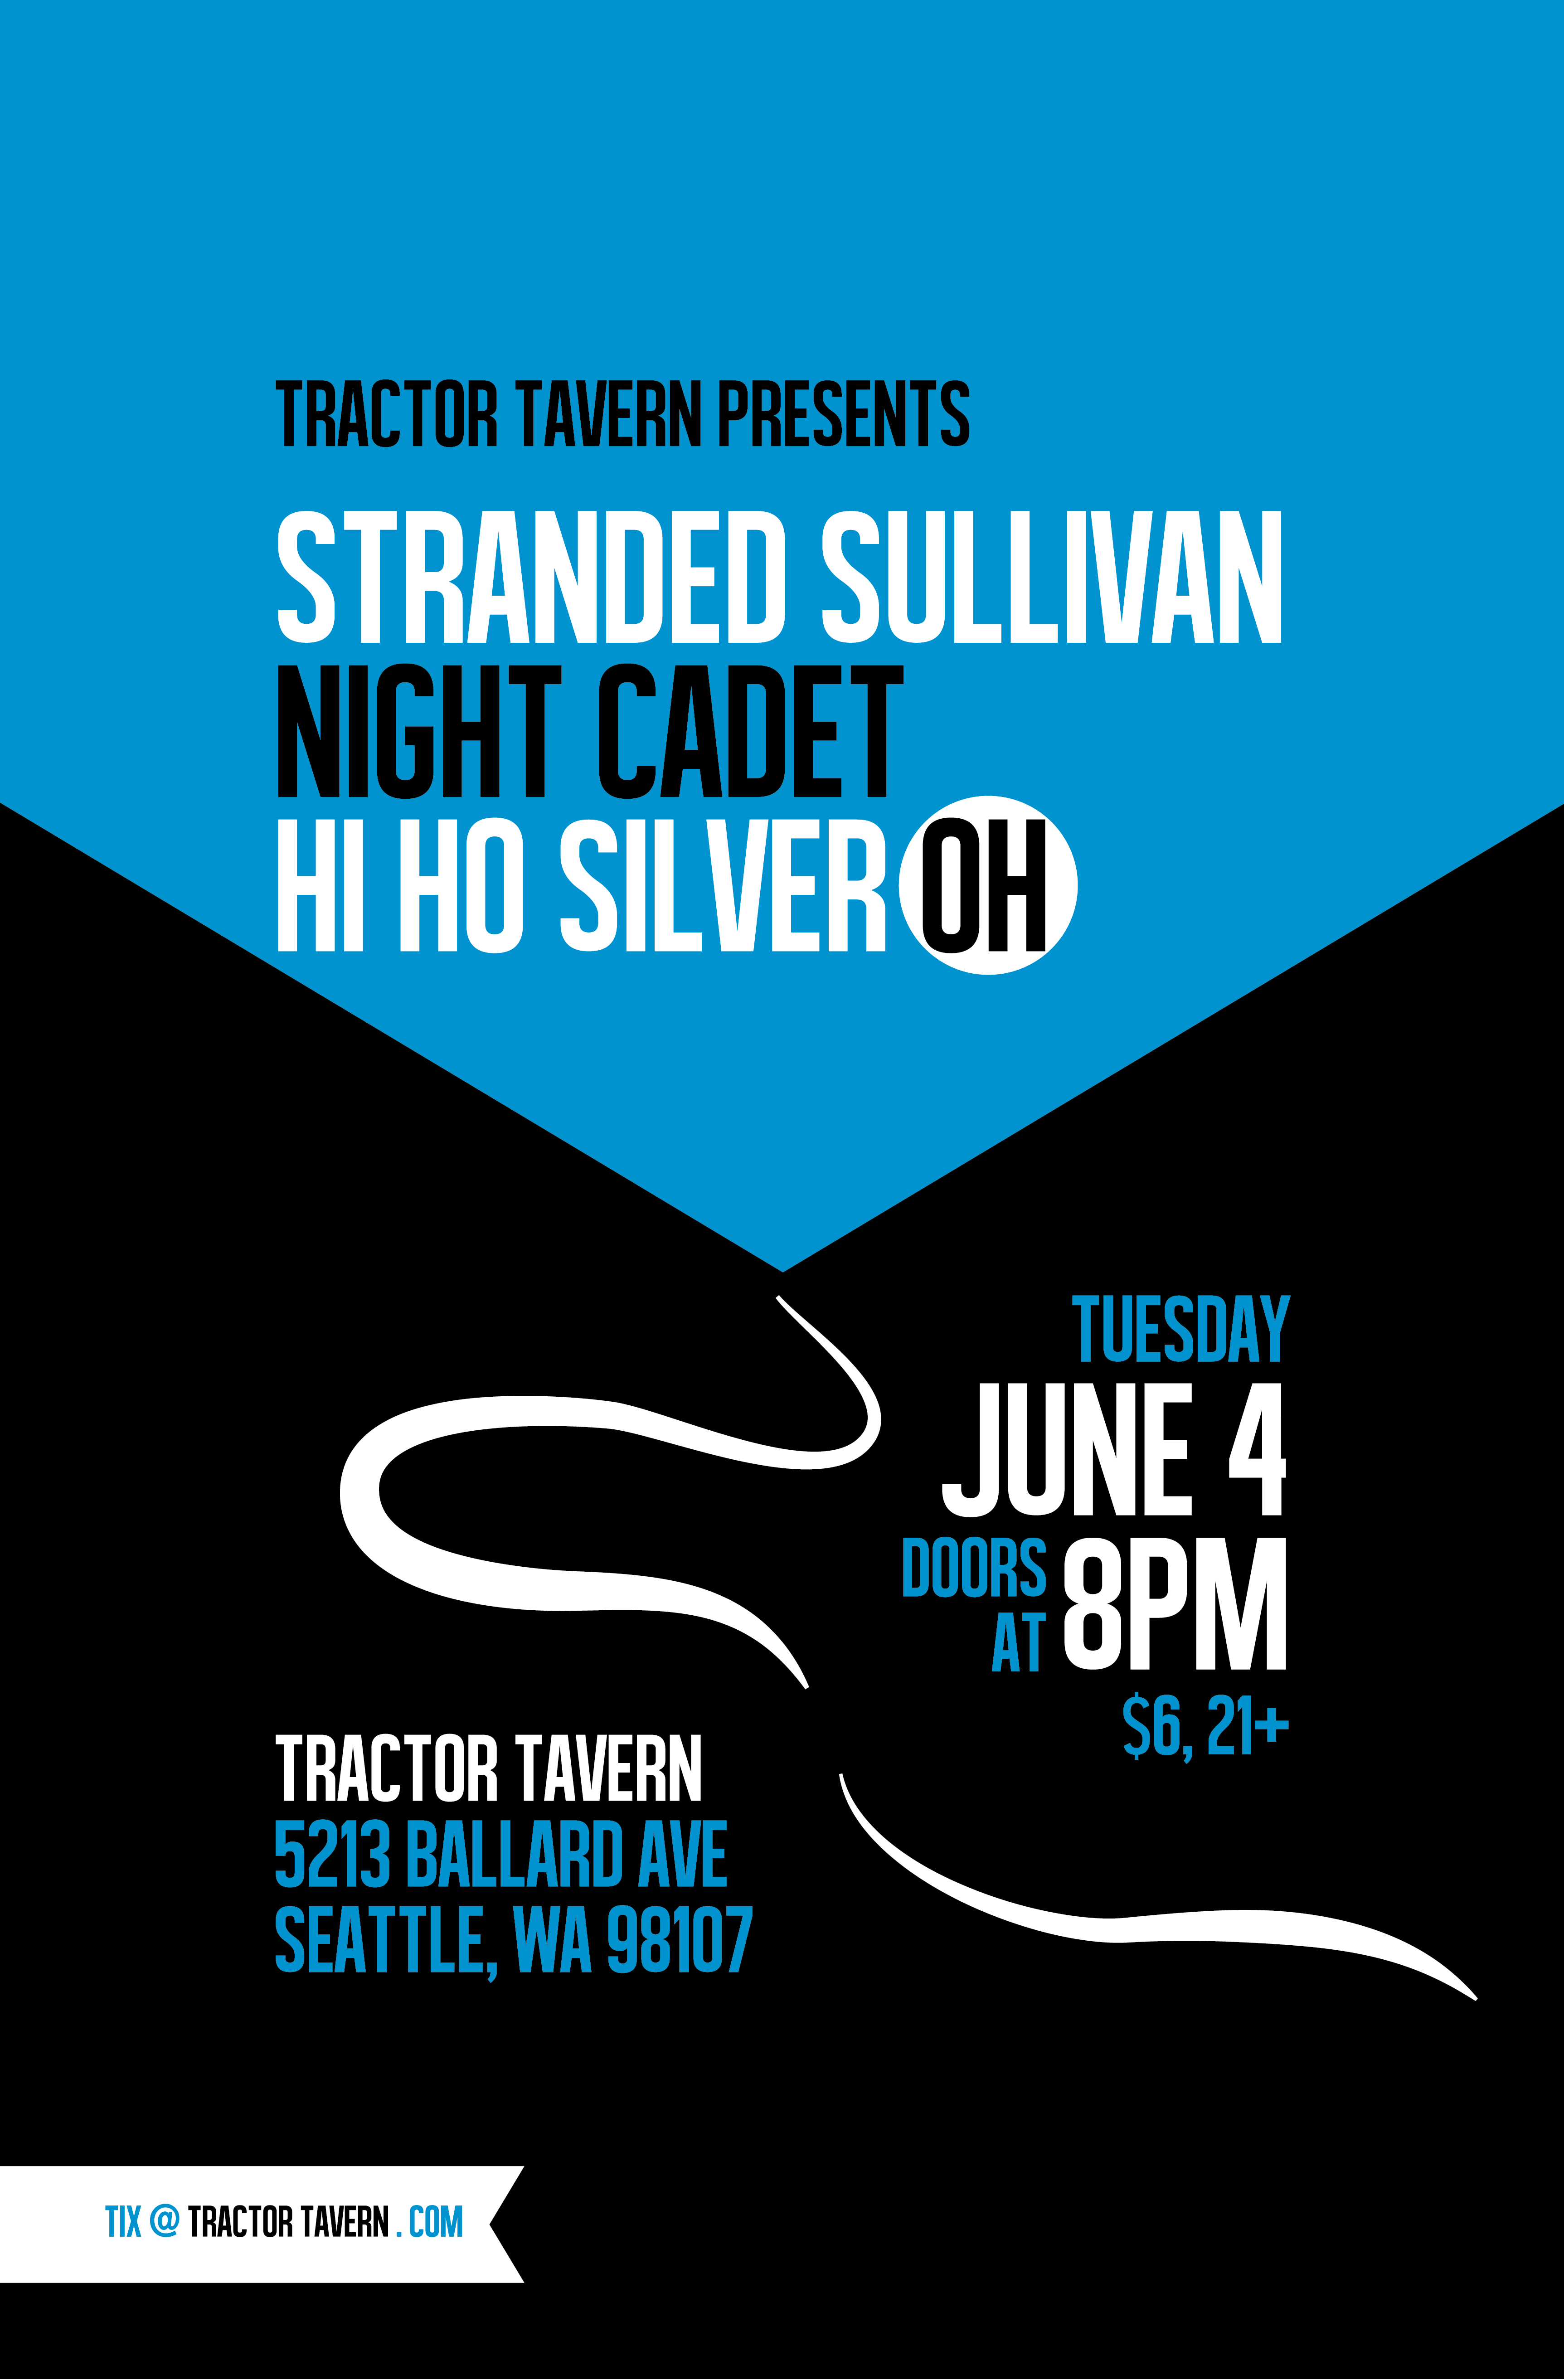 TRACTOR TAVERN PRESENTS
STRANDED SULLIVAN
NIGHT CADET
HI HO SILVER OH
TUESDAY
JUNE 4
DOORS AT 8PM
$6, 21+
TRACTOR TAVERN
5213 BALLARD AVE
SEATTLE, WA 98107
TIX @ TRACTOR TAVERN . COM